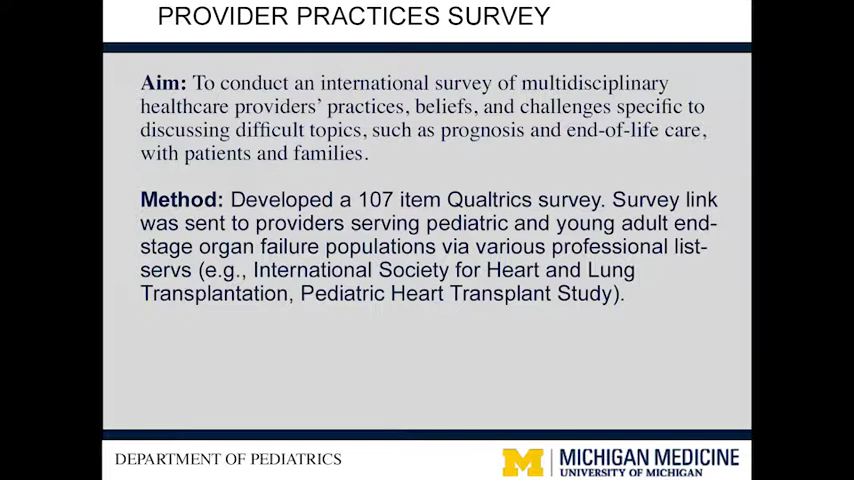 PROVIDER PRACTICES SURVEY
Aim: To conduct an international survey of multidisciplinary
healthcare providers' practices, beliefs, and challenges specific to
discussing difficult topics, such as prognosis and end-of-life care,
with patients and families.
Method: Developed a 107 item Qualtrics survey. Survey link
was sent to providers serving pediatric and young adult end-
stage organ failure populations via various professional list-
servs (e.g., International Society for Heart and Lung
Transplantation, Pediatric Heart Transplant Study).
DEPARTMENT OF PEDIATRICS
M MICHIGAN MEDICINE
UNIVERSITY OF MICHIGAN